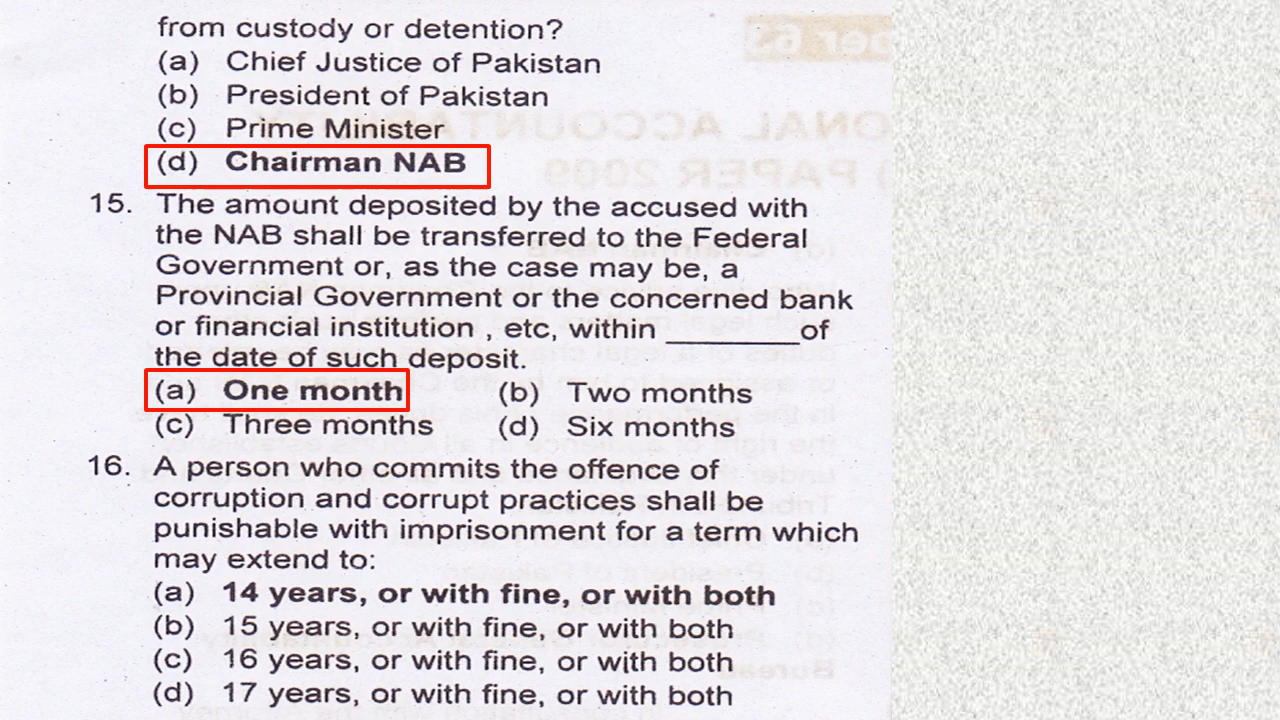 from custody or detention?
(a) Chief Justice of Pakistan
(b) President of Pakistan
(c) Prime Minister
(d) Chairman NAB
15. The amount deposited by the accused with
the NAB shall be transferred to the Federal
Government or, as the case may be, a
Provincial Government or the concerned bank
or financial institution , etc, within ________of
the date of such deposit.
(a) One month (b) Two months
(c) Three months (d) Six months
16. A person who commits the offence of
corruption and corrupt practices shall be
punishable with imprisonment for a term which
may extend to:
(a) 14 years, or with fine, or with both
(b) 15 years, or with fine, or with both
(c) 16 years, or with fine, or with both
(d) 17 years, or with fine, or with both